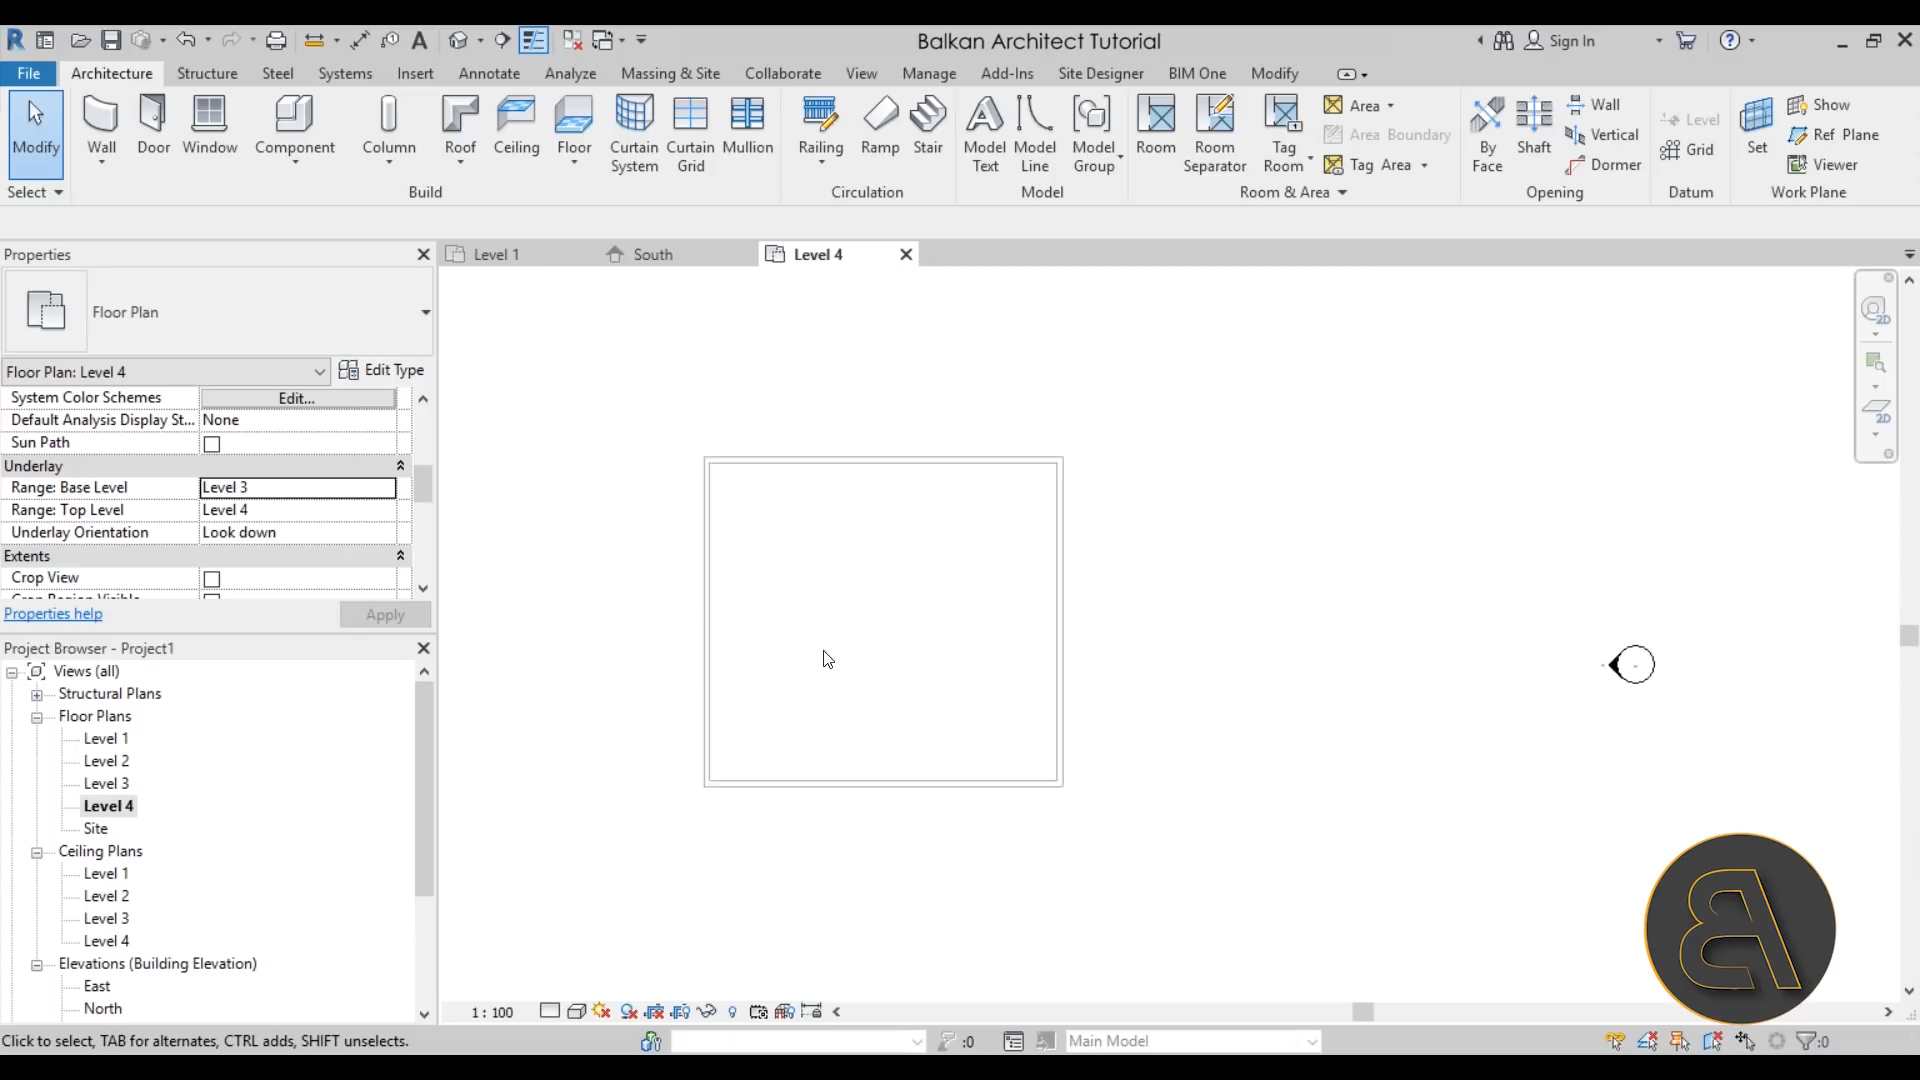 Balkan Architect Tutorial
Sign In
File Architecture Structure Steel Systems Insert Annotate Analyze Massing & Site Collaborate View Manage Add-Ins Site Designer BIM One Modify
Modify
Wall
Door
Window
Component
Column
Roof
Ceiling
Floor
Curtain System
Curtain Grid
Mullion
Railing
Ramp
Stair
Model Text
Model Line
Model Group
Room
Room Separator
Tag Room
Area
Area Boundary
Tag Area
By Face
Shaft
Wall
Vertical
Dormer
Level
Grid
Set
Show
Ref Plane
Viewer
Select Build Circulation Model Room & Area Opening Datum Work Plane
Properties
Level 1 South Level 4
Floor Plan
Floor Plan: Level 4 Edit Type
System Color Schemes Edit...
Default Analysis Display St... None
Sun Path
Underlay
Range: Base Level Level 3
Range: Top Level Level 4
Underlay Orientation Look down
Extents
Crop View
Properties help Apply
Project Browser - Project1
Views (all)
Structural Plans
Floor Plans
Level 1
Level 2
Level 3
Level 4
Site
Ceiling Plans
Level 1
Level 2
Level 3
Level 4
Elevations (Building Elevation)
East
North
1 : 100
2D
2D
Click to select, TAB for alternates, CTRL adds, SHIFT unselects.
:0
Main Model
:0